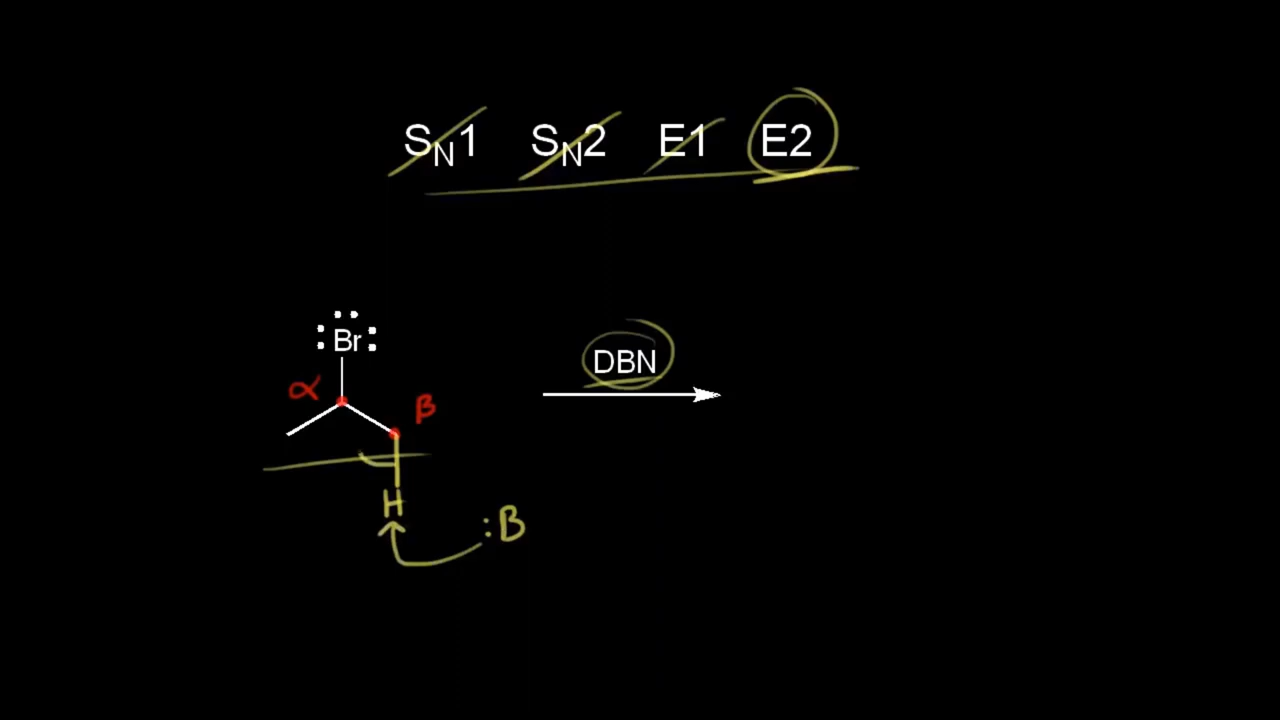 SN1 SN2 E1 E2
:Br:
DBN
α
β
H
:B